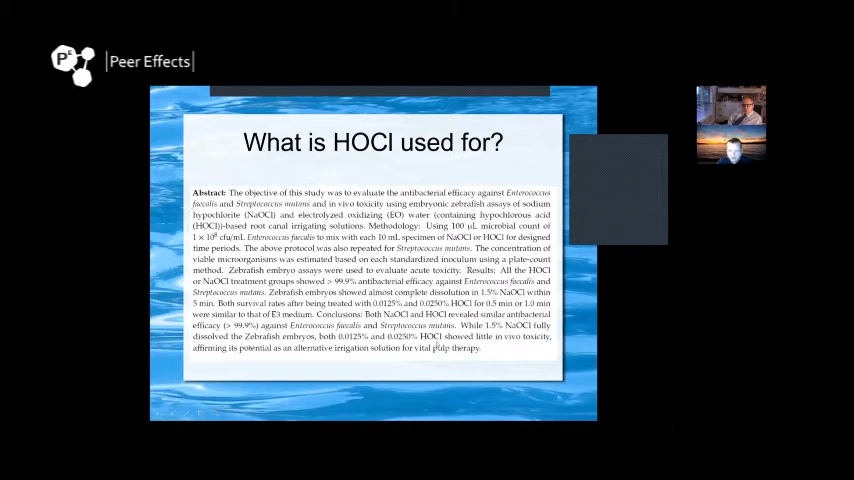 Peer Effects
What is HOCl used for?
Abstract: The objective of this study was to evaluate the antibacterial efficacy against Enterococcus
faecalis and Streptococcus mutans and in vivo toxicity using embryonic zebrafish assays of sodium
hypochlorite (NaOCl) and electrolyzed oxidizing (EO) water (containing hypochlorous acid
(HOCl))-based root canal irrigating solutions. Methodology: Using 100 µL microbial count of
1 × 10⁸ cfu/mL Enterococcus faecalis to mix with each 10 mL specimen of NaOCl or HOCl for designed
time periods. The above protocol was also repeated for Streptococcus mutans. The concentration of
viable microorganisms was estimated based on each standardized inoculum using a plate-count
method. Zebrafish embryo assays were used to evaluate acute toxicity. Results: All the HOCl
or NaOCl treatment groups showed > 99.9% antibacterial efficacy against Enterococcus faecalis and
Streptococcus mutans. Zebrafish embryos showed almost complete dissolution in 1.5% NaOCl within
5 min. Both survival rates after being treated with 0.0125% and 0.0250% HOCl for 0.5 min or 1.0 min
were similar to that of E3 medium. Conclusions: Both NaOCl and HOCl revealed similar antibacterial
efficacy (> 99.9%) against Enterococcus faecalis and Streptococcus mutans. While 1.5% NaOCl fully
dissolved the Zebrafish embryos, both 0.0125% and 0.0250% HOCl showed little in vivo toxicity,
affirming its potential as an alternative irrigation solution for vital pulp therapy.